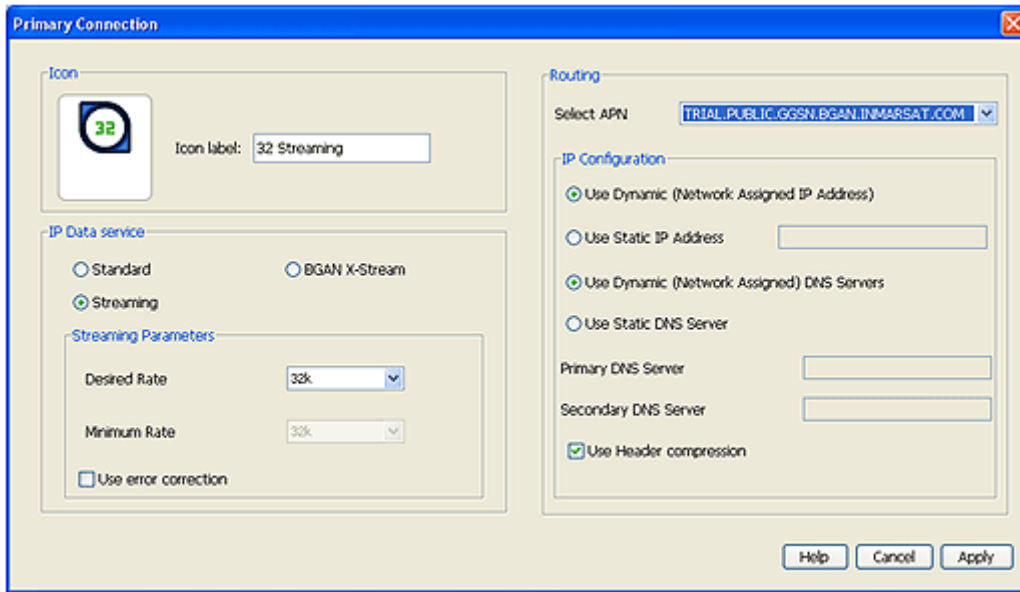 Primary Connection
Icon
32
Icon label: 32 Streaming
IP Data service
Standard
BGAN X-Stream
Streaming
Streaming Parameters
Desired Rate 32k
Minimum Rate 32k
Use error correction
Routing
Select APN TRIAL.PUBLIC.GGSN.BGAN.INMARSAT.COM
IP Configuration
Use Dynamic (Network Assigned IP Address)
Use Static IP Address
Use Dynamic (Network Assigned) DNS Servers
Use Static DNS Server
Primary DNS Server
Secondary DNS Server
Use Header compression
Help Cancel Apply